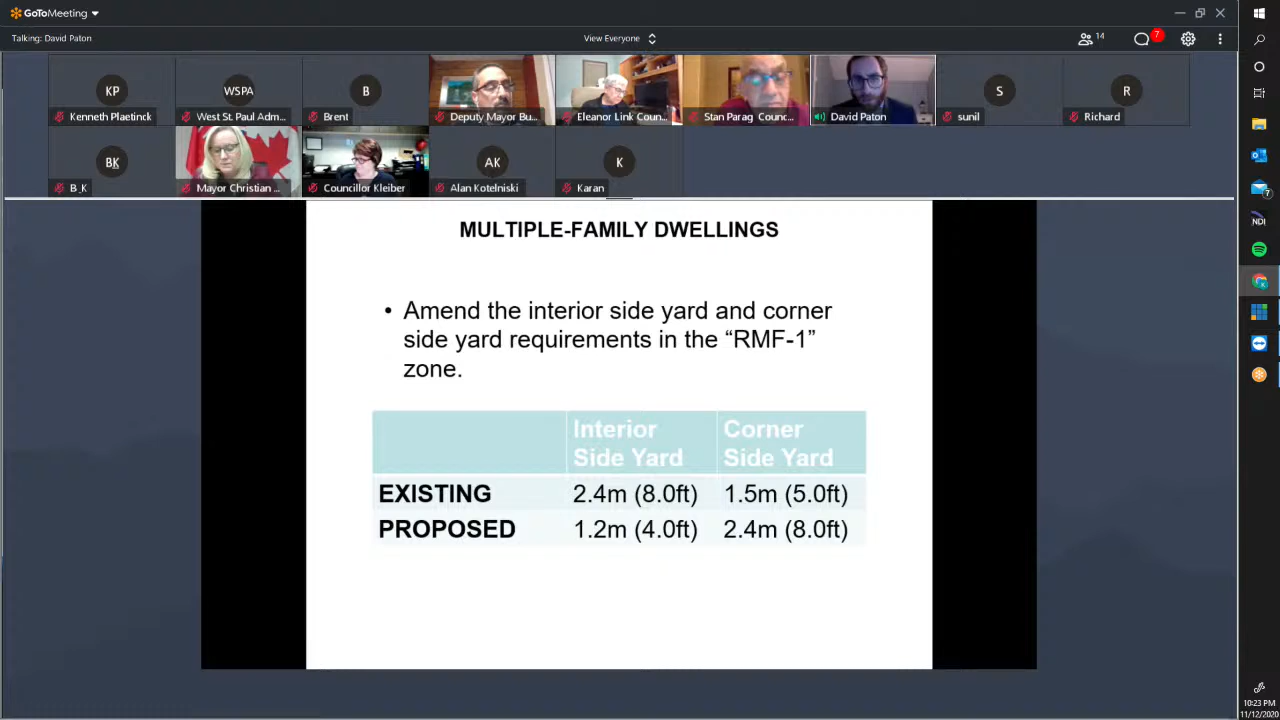 GoToMeeting
Talking: David Paton
View Everyone
14
7
KP
WSPA
B
S
R
Kenneth Plaetinck
West St. Paul Adm...
Brent
Deputy Mayor Bu...
Eleanor Link Coun...
Stan Parag Counc...
David Paton
sunil
Richard
BK
AK
K
B_K
Mayor Christian ...
Councillor Kleiber
Alan Kotelniski
Karan
MULTIPLE-FAMILY DWELLINGS
• Amend the interior side yard and corner
side yard requirements in the “RMF-1”
zone.
Interior Corner
Side Yard Side Yard
EXISTING 2.4m (8.0ft) 1.5m (5.0ft)
PROPOSED 1.2m (4.0ft) 2.4m (8.0ft)
7
NDI
10:23 PM
11/12/2020